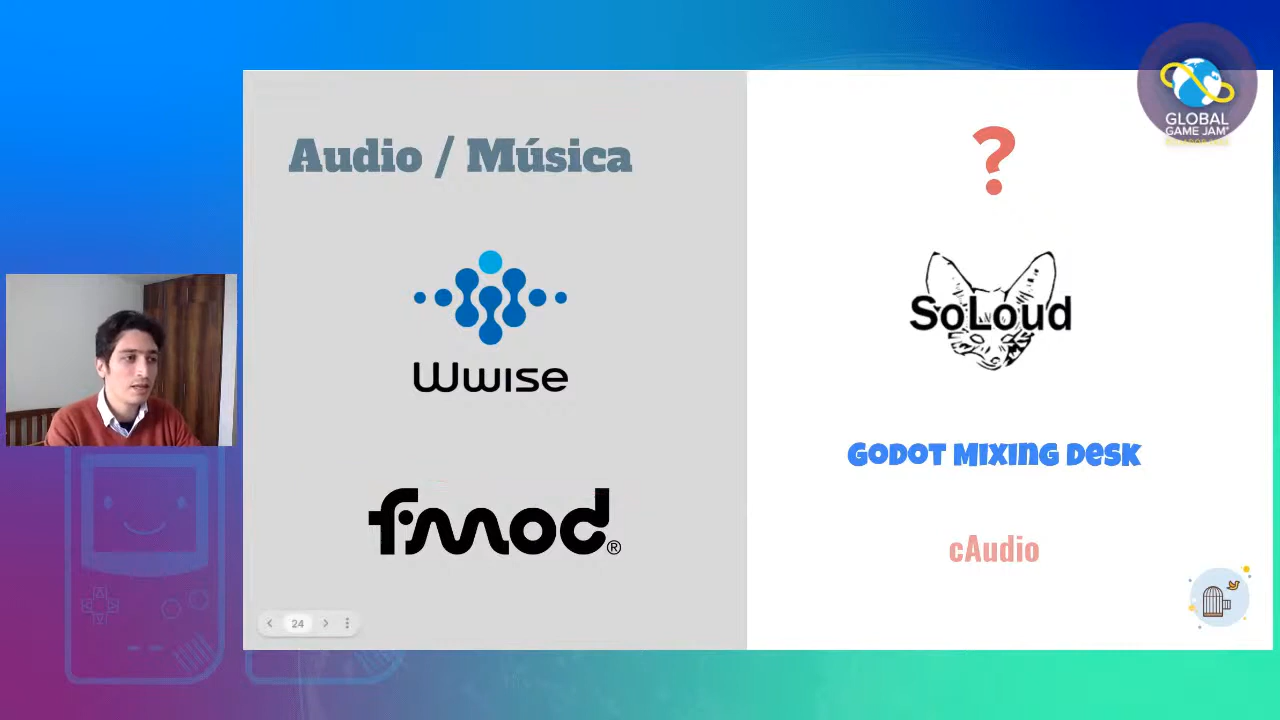 Audio / Música
?
GLOBAL
GAME JAM®
SoLoud
WWISE
GODOT MIXING DESK
fmod®
cAudio
24